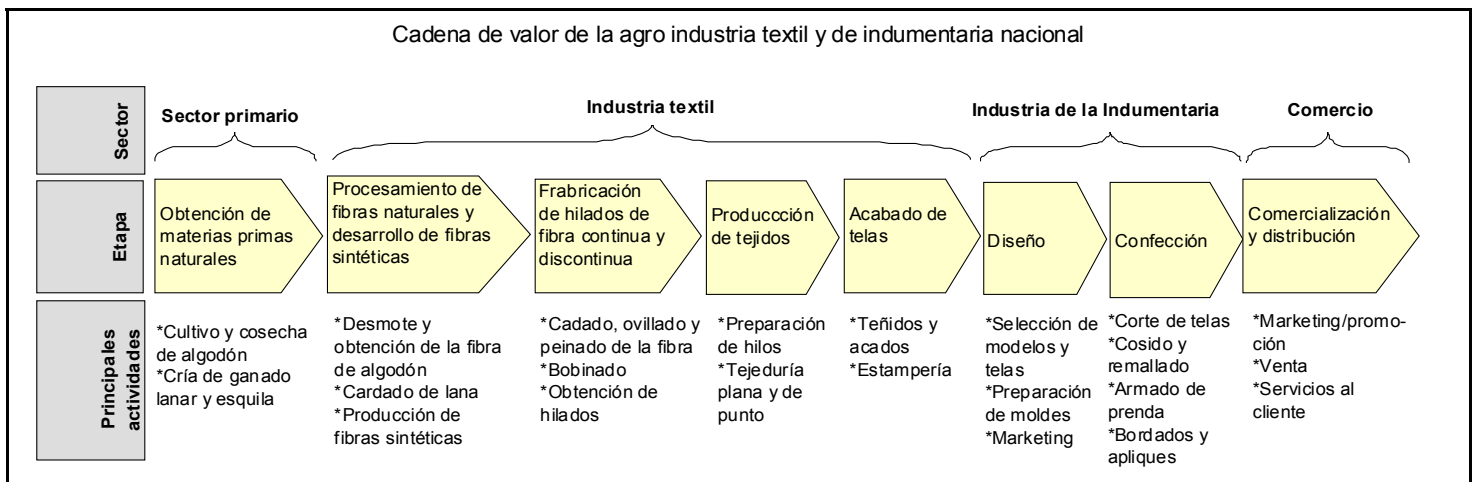 Cadena de valor de la agro industria textil y de indumentaria nacional
Sector
Sector primario
Industria textil
Industria de la Indumentaria
Comercio
Etapa
Obtención de
materias primas
naturales
Procesamiento de
fibras naturales y
desarrollo de fibras
sintéticas
Frabricación
de hilados de
fibra continua y
discontinua
Produccción
de tejidos
Acabado de
telas
Diseño
Confección
Comercialización
y distribución
Principales
actividades
*Cultivo y cosecha
de algodón
*Cría de ganado
lanar y esquila
*Desmote y
obtención de la fibra
de algodón
*Cardado de lana
*Producción de
fibras sintéticas
*Cadado, ovillado y
peinado de la fibra
*Bobinado
*Obtención de
hilados
*Preparación
de hilos
*Tejeduría
plana y de
punto
*Teñidos y
acados
*Estampería
*Selección de
modelos y
telas
*Preparación
de moldes
*Marketing
*Corte de telas
*Cosido y
remallado
*Armado de
prenda
*Bordados y
apliques
*Marketing/promo-
ción
*Venta
*Servicios al
cliente